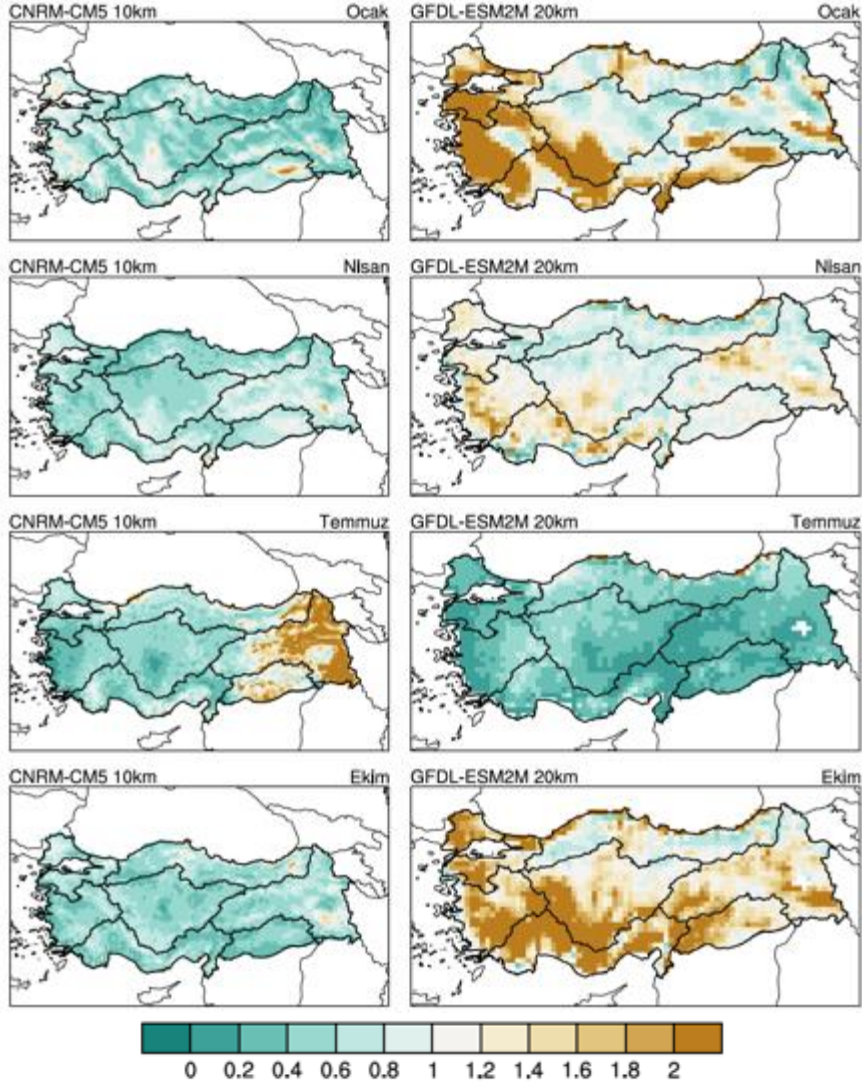 CNRM-CM5 10km Ocak GFDL-ESM2M 20km Ocak
CNRM-CM5 10km Nisan GFDL-ESM2M 20km Nisan
CNRM-CM5 10km Temmuz GFDL-ESM2M 20km Temmuz
CNRM-CM5 10km Ekim GFDL-ESM2M 20km Ekim
0 0.2 0.4 0.6 0.8 1 1.2 1.4 1.6 1.8 2